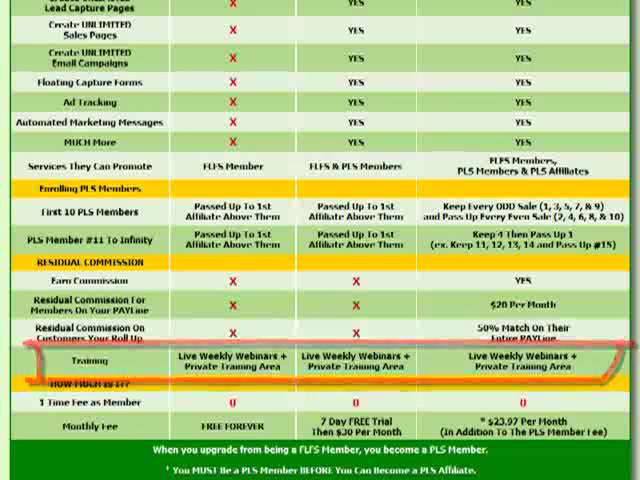 Lead Capture Pages X YES YES
Create UNLIMITED
Sales Pages X YES YES
Create UNLIMITED
Email Campaigns X YES YES
Floating Capture Forms X YES YES
Ad Tracking X YES YES
Automated Marketing Messages X YES YES
MUCH More X YES YES
Services They Can Promote FLFS Member FLFS & PLS Members FLFS Members,
PLS Members & PLS Affiliates
Enrolling PLS Members
First 10 PLS Members Passed Up To 1st Passed Up To 1st Keep Every ODD Sale (1, 3, 5, 7, & 9)
Affiliate Above Them Affiliate Above Them and Pass Up Every Even Sale (2, 4, 6, 8, & 10)
PLS Member #11 To Infinity Passed Up To 1st Passed Up To 1st Keep 4 Then Pass Up 1
Affiliate Above Them Affiliate Above Them (ex. Keep 11, 12, 13, 14 and Pass Up #15)
RESIDUAL COMMISSION
Earn Commission X X YES
Residual Commission For
Members On Your PAYLine X X $20 Per Month
Residual Commission On 50% Match On Their
Customers Your Roll Up X X Entire PAYLine
Training Live Weekly Webinars + Live Weekly Webinars + Live Weekly Webinars +
Private Training Area Private Training Area Private Training Area
HOW MUCH IS IT?
1 Time Fee as Member 0 0 0
Monthly Fee FREE FOREVER 7 Day FREE Trial * $23.97 Per Month
Then $30 Per Month (In Addition To The PLS Member Fee)
When you upgrade from being a FLFS Member, you become a PLS Member.
* You MUST Be a PLS Member BEFORE You Can Become a PLS Affiliate.